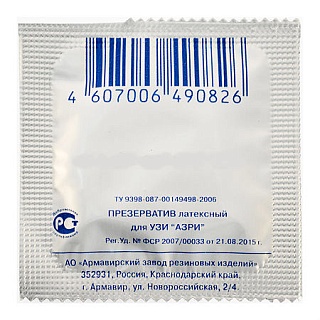 4 607006 490826
ТУ 9398-087-00149498-2006
ПРЕЗЕРВАТИВ латексный
для УЗИ "АЗРИ"
Рег.Уд. № ФСР 2007/00033 от 21.08.2015 г.
РСТ
АО «Армавирский завод резиновых изделий»
352931, Россия, Краснодарский край,
г. Армавир, ул. Новороссийская, 2/4.